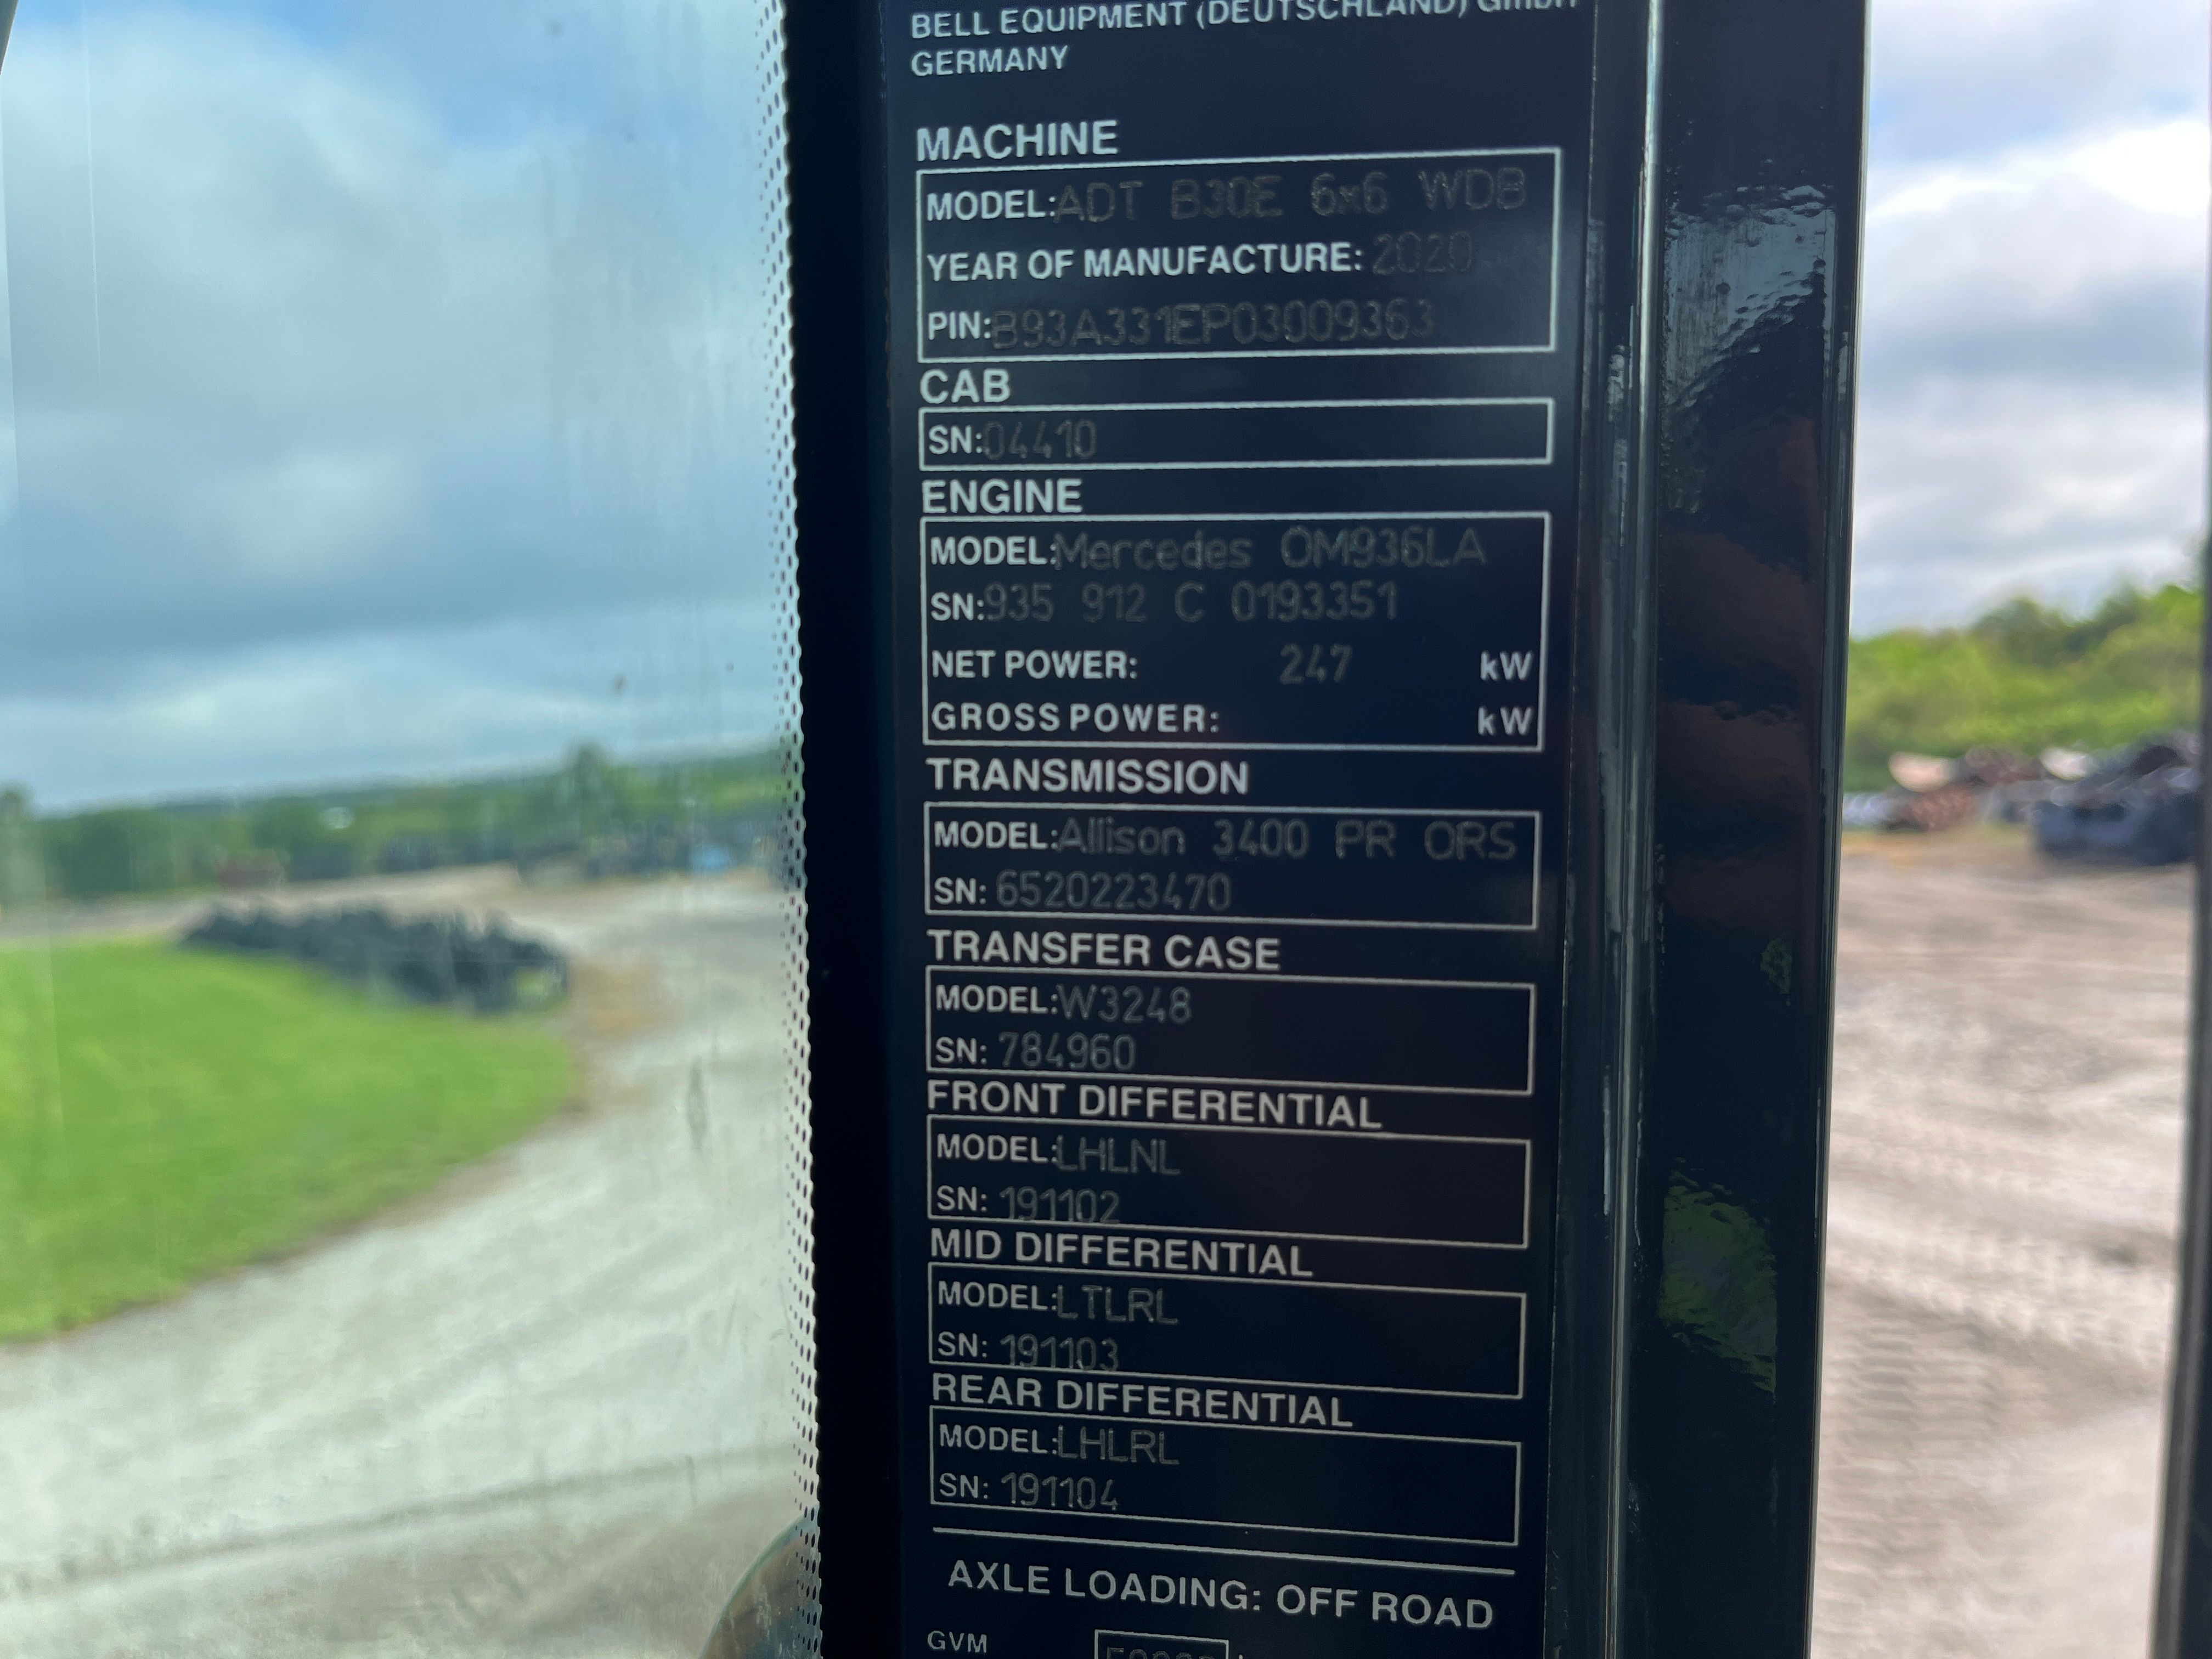 BELL EQUIPMENT (DEUTSCHLAND) GmbH
GERMANY
MACHINE
MODEL: ADT B30E 6x6 WDB
YEAR OF MANUFACTURE: 2020
PIN: B93A331EP03009363
CAB
SN: 04410
ENGINE
MODEL: Mercedes OM936LA
SN: 935 912 C 0193351
NET POWER: 247 kW
GROSS POWER: kW
TRANSMISSION
MODEL: Allison 3400 PR ORS
SN: 6520223470
TRANSFER CASE
MODEL: W3248
SN: 784960
FRONT DIFFERENTIAL
MODEL: LHLNL
SN: 191102
MID DIFFERENTIAL
MODEL: LTLRL
SN: 191103
REAR DIFFERENTIAL
MODEL: LHLRL
SN: 191104
AXLE LOADING: OFF ROAD
GVM